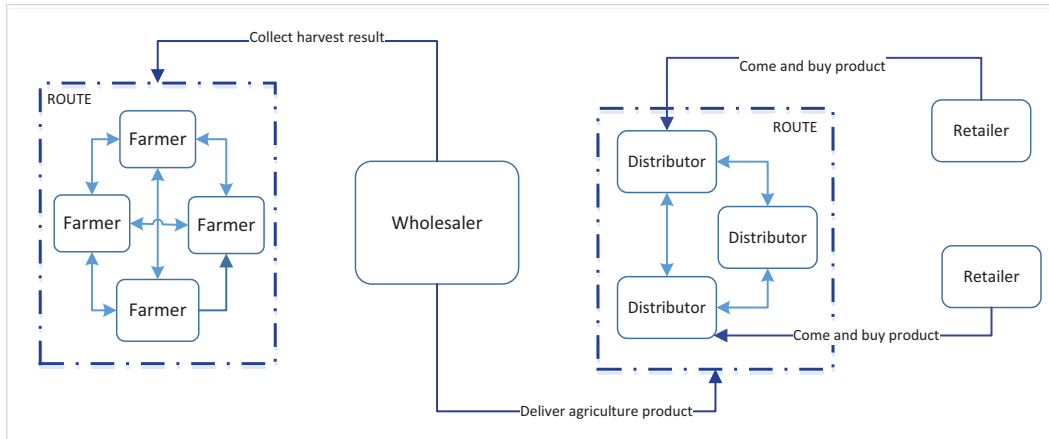 Collect harvest result
ROUTE
Farmer
Farmer
Farmer
Farmer
Wholesaler
Deliver agriculture product
Come and buy product
ROUTE
Distributor
Distributor
Distributor
Retailer
Retailer
Come and buy product